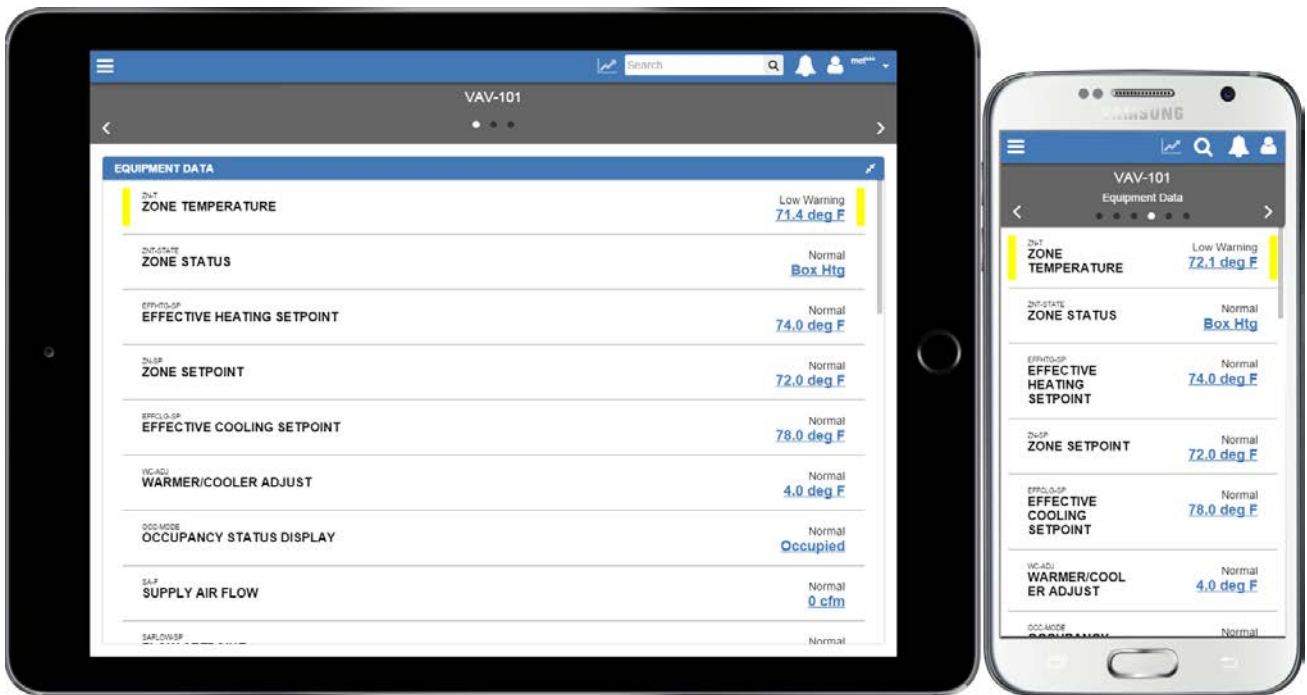 Search
VAV-101
EQUIPMENT DATA
ZN-T
ZONE TEMPERATURE
Low Warning
71.4 deg F
ZNT-STATE
ZONE STATUS
Normal
Box Htg
EFFHTG-SP
EFFECTIVE HEATING SETPOINT
Normal
74.0 deg F
ZN-SP
ZONE SETPOINT
Normal
72.0 deg F
EFFCLG-SP
EFFECTIVE COOLING SETPOINT
Normal
78.0 deg F
WC-ADJ
WARMER/COOLER ADJUST
Normal
4.0 deg F
OCC-MODE
OCCUPANCY STATUS DISPLAY
Normal
Occupied
SA-F
SUPPLY AIR FLOW
Normal
0 cfm
SAFLOW-SP
Normal
SAMSUNG
VAV-101
Equipment Data
ZN-T
ZONE
TEMPERATURE
Low Warning
72.1 deg F
ZNT-STATE
ZONE STATUS
Normal
Box Htg
EFFHTG-SP
EFFECTIVE
HEATING
SETPOINT
Normal
74.0 deg F
ZN-SP
ZONE SETPOINT
Normal
72.0 deg F
EFFCLG-SP
EFFECTIVE
COOLING
SETPOINT
Normal
78.0 deg F
WC-ADJ
WARMER/COOL
ER ADJUST
Normal
4.0 deg F
OCC-MODE
OCCUPANCY
Normal